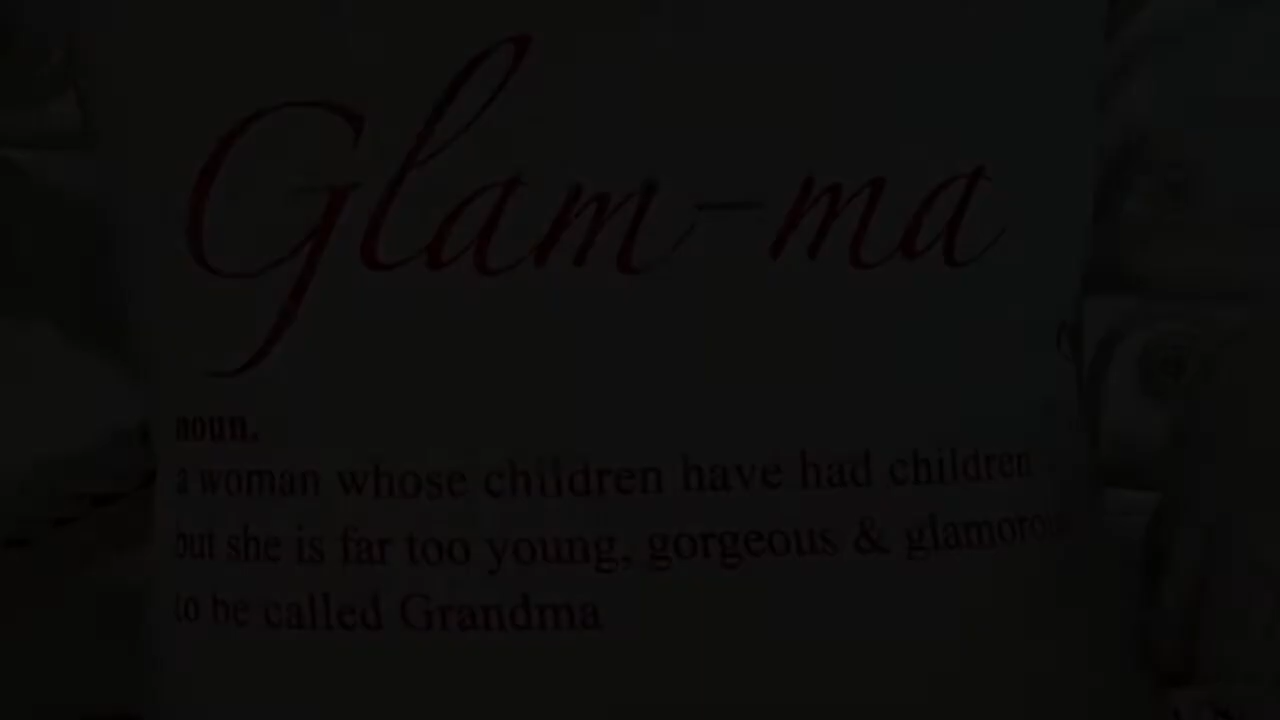 Glam-ma
noun.
a woman whose children have had children
but she is far too young, gorgeous & glamorous
to be called Grandma